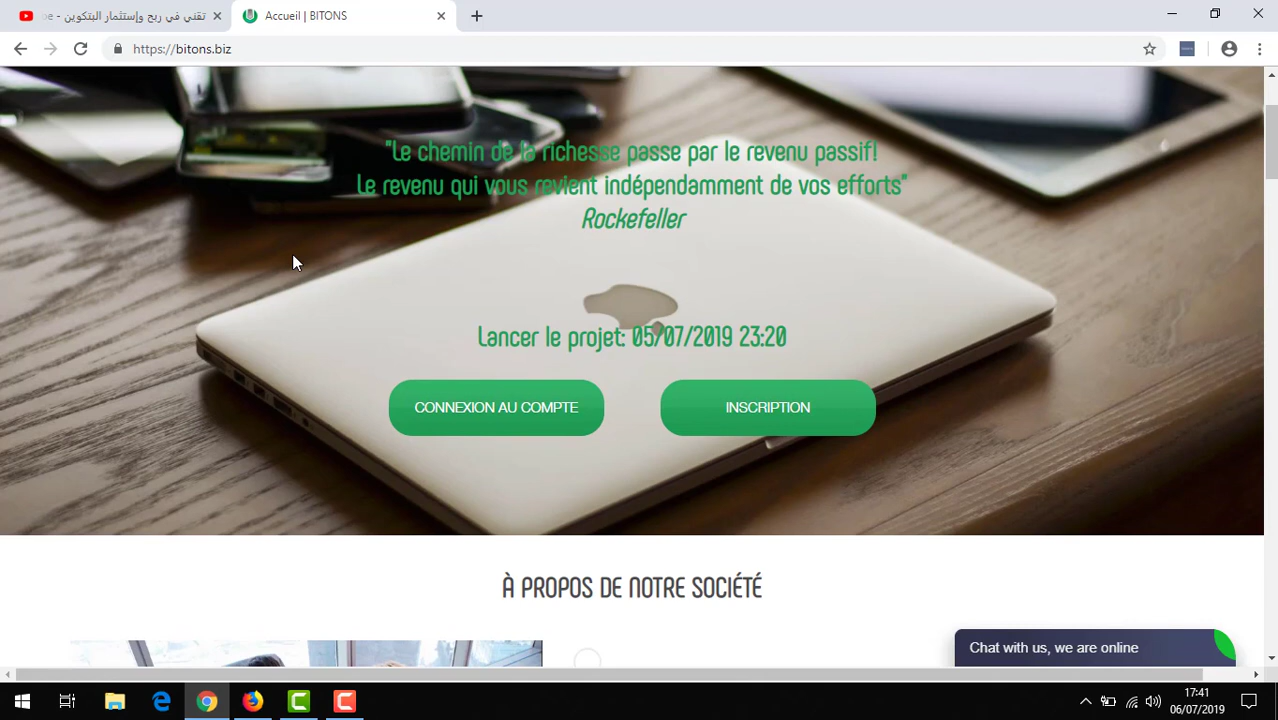 تقني في ربح وإستثمار البتكوين -
Accueil | BITONS
https://bitons.biz
"Le chemin de la richesse passe par le revenu passif!
Le revenu qui vous revient indépendamment de vos efforts"
Rockefeller
Lancer le projet: 05/07/2019 23:20
CONNEXION AU COMPTE
INSCRIPTION
À PROPOS DE NOTRE SOCIÉTÉ
Chat with us, we are online
17:41
06/07/2019